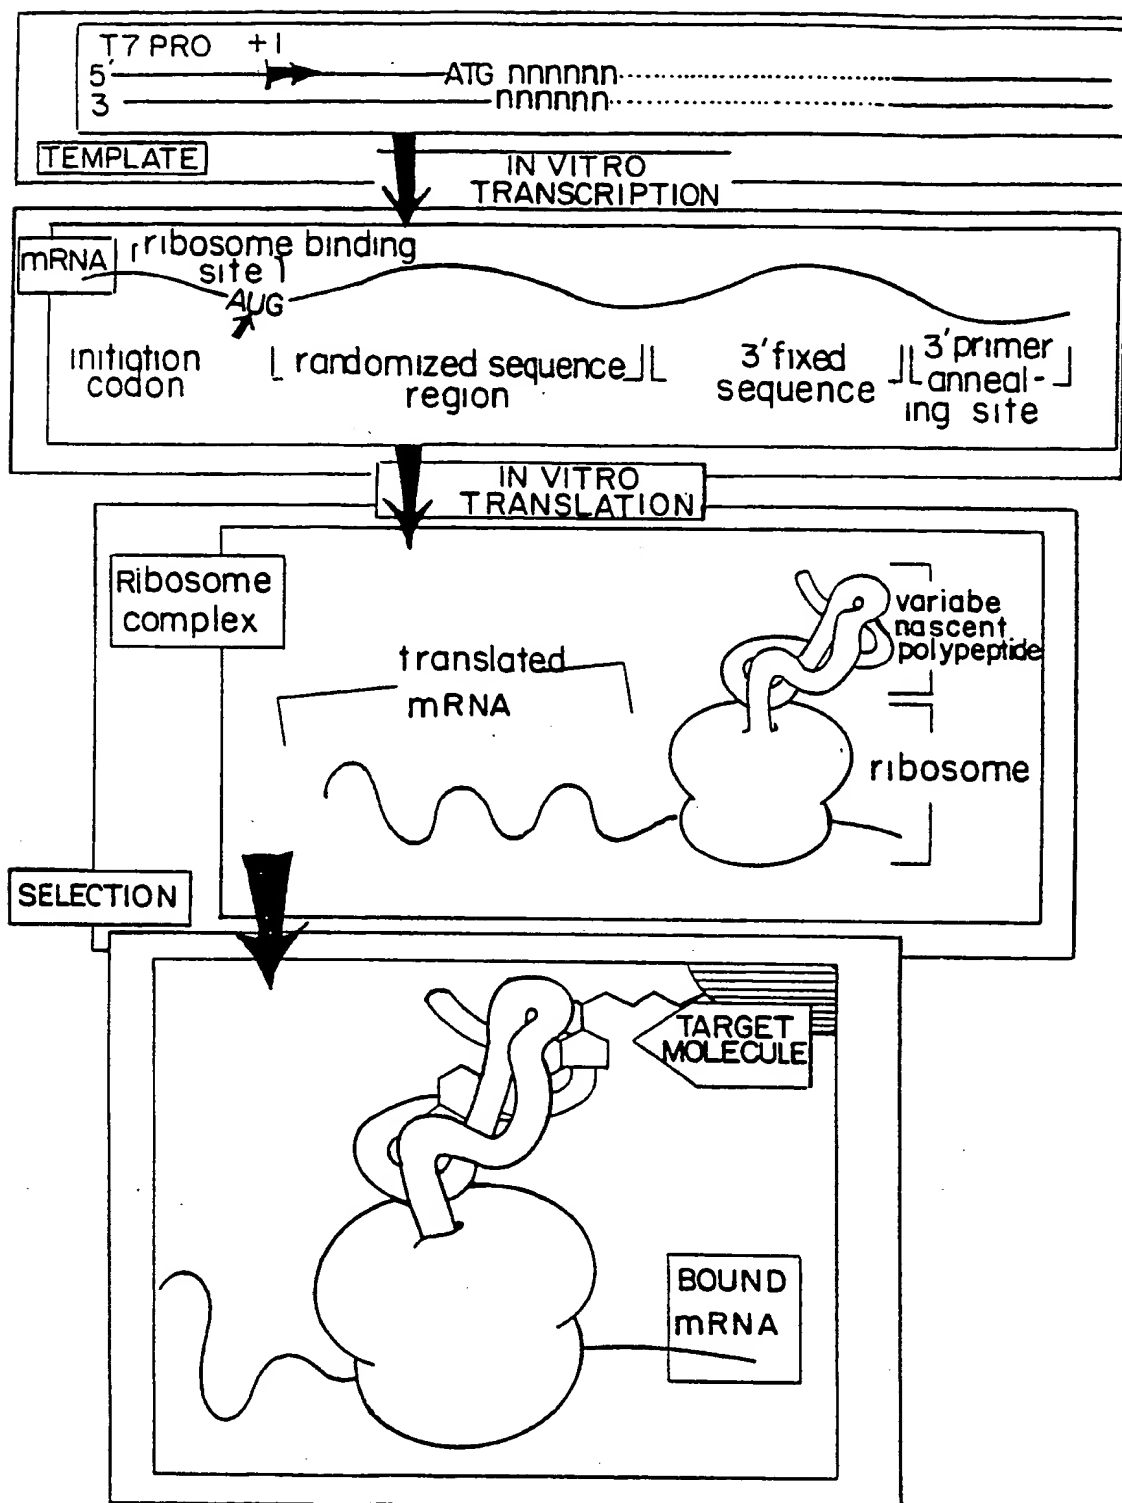 T7 PRO +1
5' ATG nnnnnn
3 nnnnnn
TEMPLATE
IN VITRO
TRANSCRIPTION
mRNA
ribosome binding
site
AUG
initiation
codon
randomized sequence
region
3' fixed
sequence
3' primer
anneal-
ing site
IN VITRO
TRANSLATION
Ribosome
complex
translated
mRNA
variabe
nascent
polypeptide
ribosome
SELECTION
TARGET
MOLECULE
BOUND
mRNA